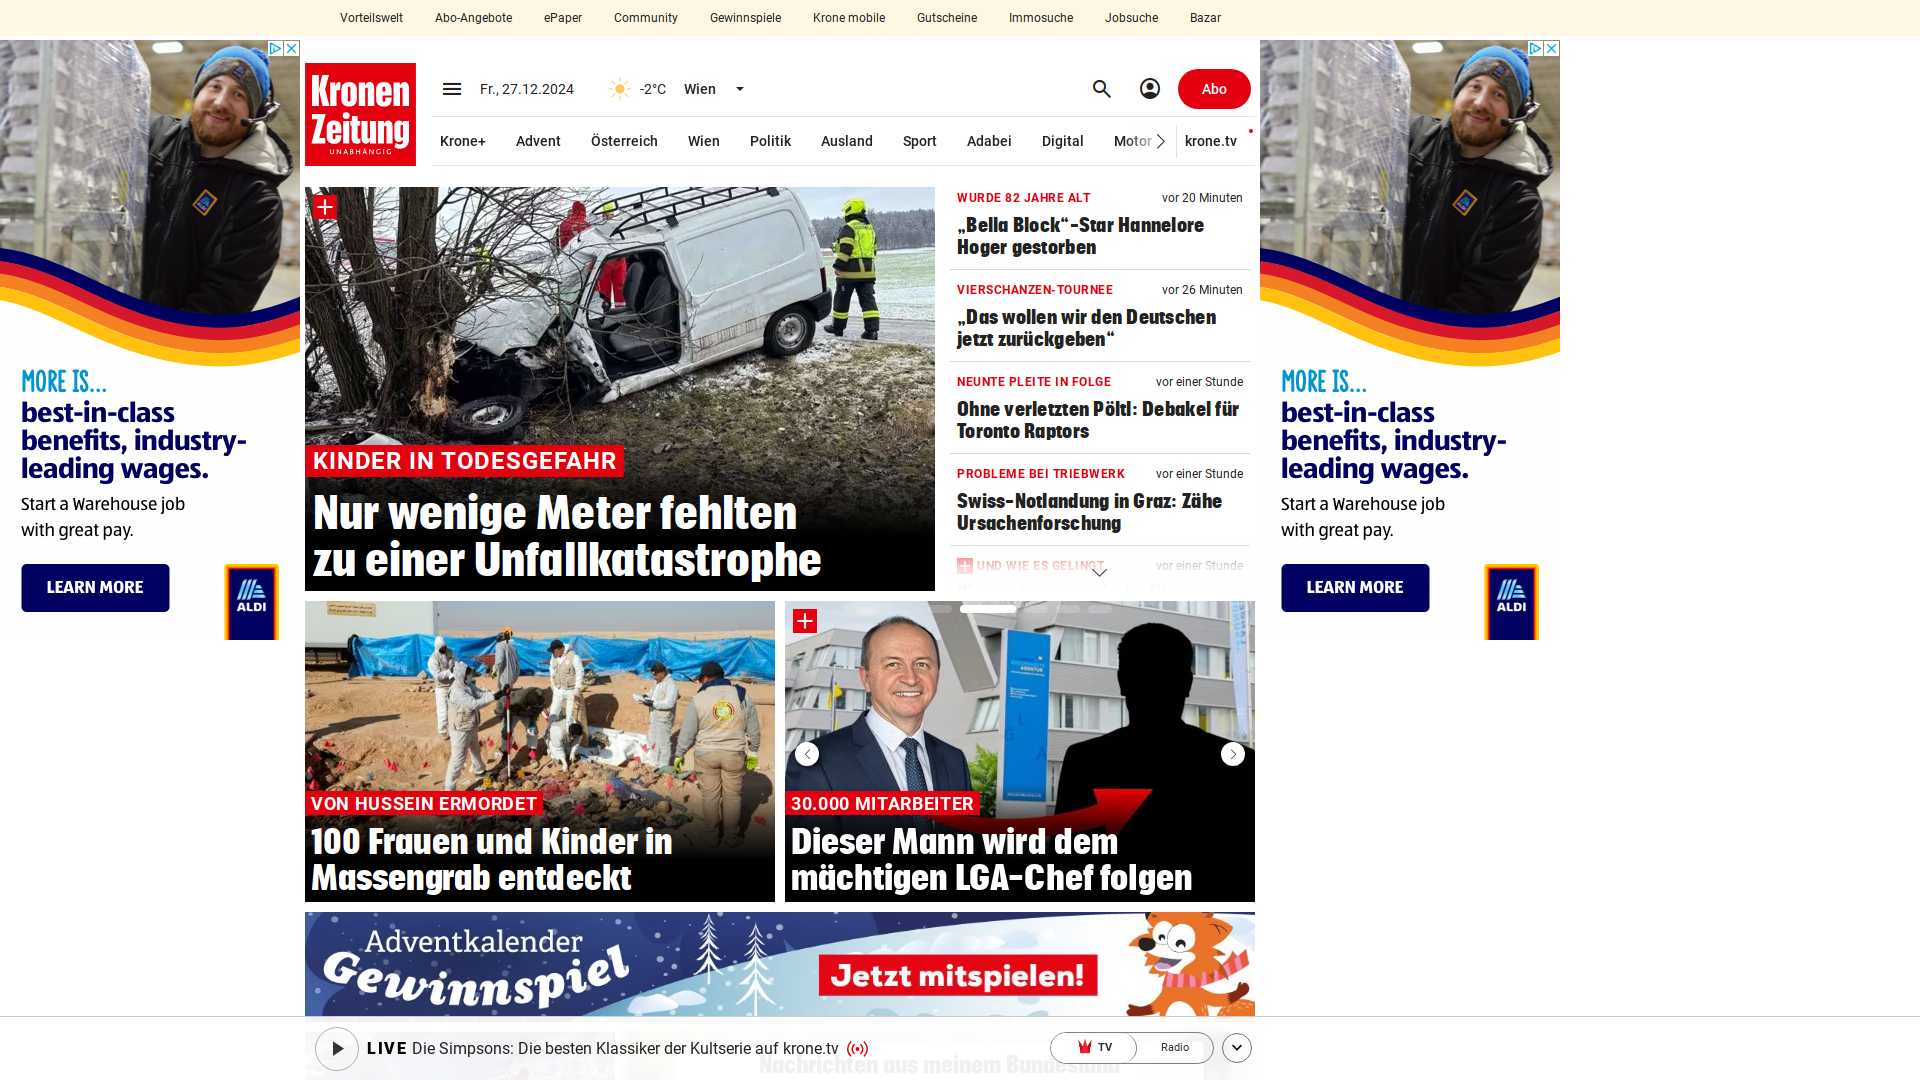 Vorteilswelt
Abo-Angebote
ePaper
Community
Gewinnspiele
Krone mobile
Gutscheine
Immosuche
Jobsuche
Bazar
Kronen
Zeitung
UNABHÄNGIG
Fr., 27.12.2024
-2°C
Wien
Abo
Krone+
Advent
Österreich
Wien
Politik
Ausland
Sport
Adabei
Digital
Motor
krone.tv
KINDER IN TODESGEFAHR
Nur wenige Meter fehlten
zu einer Unfallkatastrophe
WURDE 82 JAHRE ALT
vor 20 Minuten
„Bella Block“-Star Hannelore
Hoger gestorben
VIERSCHANZEN-TOURNEE
vor 26 Minuten
„Das wollen wir den Deutschen
jetzt zurückgeben“
NEUNTE PLEITE IN FOLGE
vor einer Stunde
Ohne verletzten Pöltl: Debakel für
Toronto Raptors
PROBLEME BEI TRIEBWERK
vor einer Stunde
Swiss-Notlandung in Graz: Zähe
Ursachenforschung
UND WIE ES GELINGT
vor einer Stunde
VON HUSSEIN ERMORDET
100 Frauen und Kinder in
Massengrab entdeckt
30.000 MITARBEITER
Dieser Mann wird dem
mächtigen LGA-Chef folgen
Adventkalender
Gewinnspiel
Jetzt mitspielen!
LIVE Die Simpsons: Die besten Klassiker der Kultserie auf krone.tv
TV
Radio
Nachrichten aus meinem Bundesland
MORE IS...
best-in-class
benefits, industry-
leading wages.
Start a Warehouse job
with great pay.
LEARN MORE
ALDI
MORE IS...
best-in-class
benefits, industry-
leading wages.
Start a Warehouse job
with great pay.
LEARN MORE
ALDI